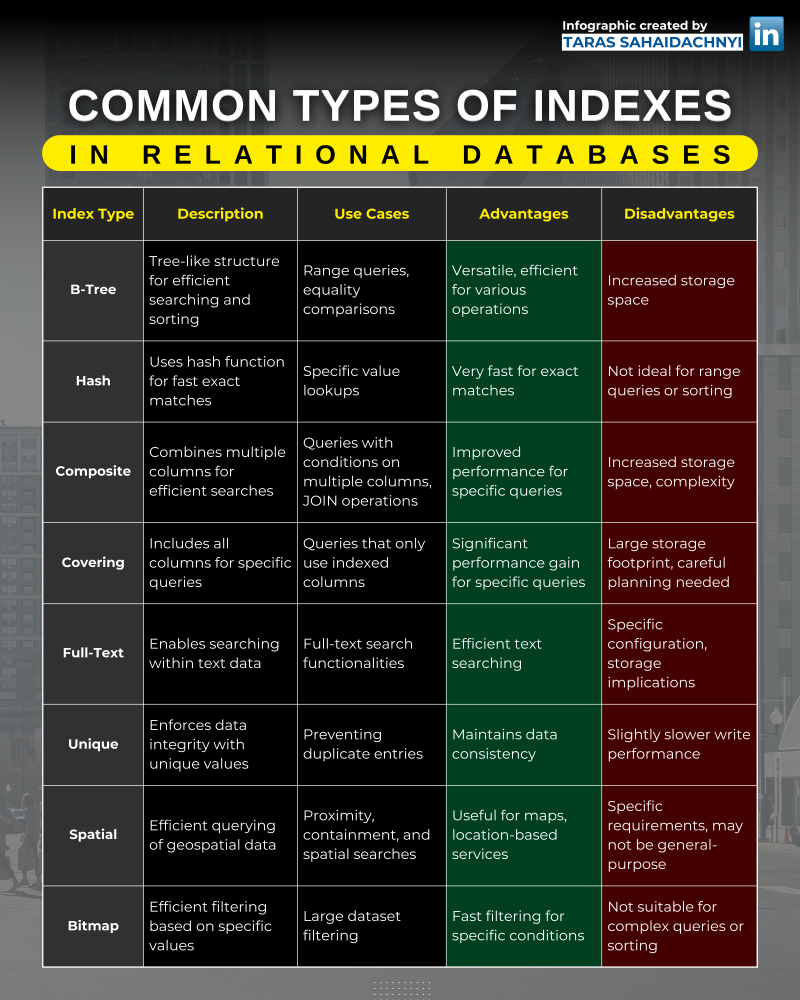 Infographic created by
TARAS SAHAIDACHNYI
in
COMMON TYPES OF INDEXES
IN RELATIONAL DATABASES
Index Type
Description
Use Cases
Advantages
Disadvantages
B-Tree
Tree-like structure
for efficient
searching and
sorting
Range queries,
equality
comparisons
Versatile, efficient
for various
operations
Increased storage
space
Hash
Uses hash function
for fast exact
matches
Specific value
lookups
Very fast for exact
matches
Not ideal for range
queries or sorting
Composite
Combines multiple
columns for
efficient searches
Queries with
conditions on
multiple columns,
JOIN operations
Improved
performance for
specific queries
Increased storage
space, complexity
Covering
Includes all
columns for specific
queries
Queries that only
use indexed
columns
Significant
performance gain
for specific queries
Large storage
footprint, careful
planning needed
Full-Text
Enables searching
within text data
Full-text search
functionalities
Efficient text
searching
Specific
configuration,
storage
implications
Unique
Enforces data
integrity with
unique values
Preventing
duplicate entries
Maintains data
consistency
Slightly slower write
performance
Spatial
Efficient querying
of geospatial data
Proximity,
containment, and
spatial searches
Useful for maps,
location-based
services
Specific
requirements, may
not be general-
purpose
Bitmap
Efficient filtering
based on specific
values
Large dataset
filtering
Fast filtering for
specific conditions
Not suitable for
complex queries or
sorting